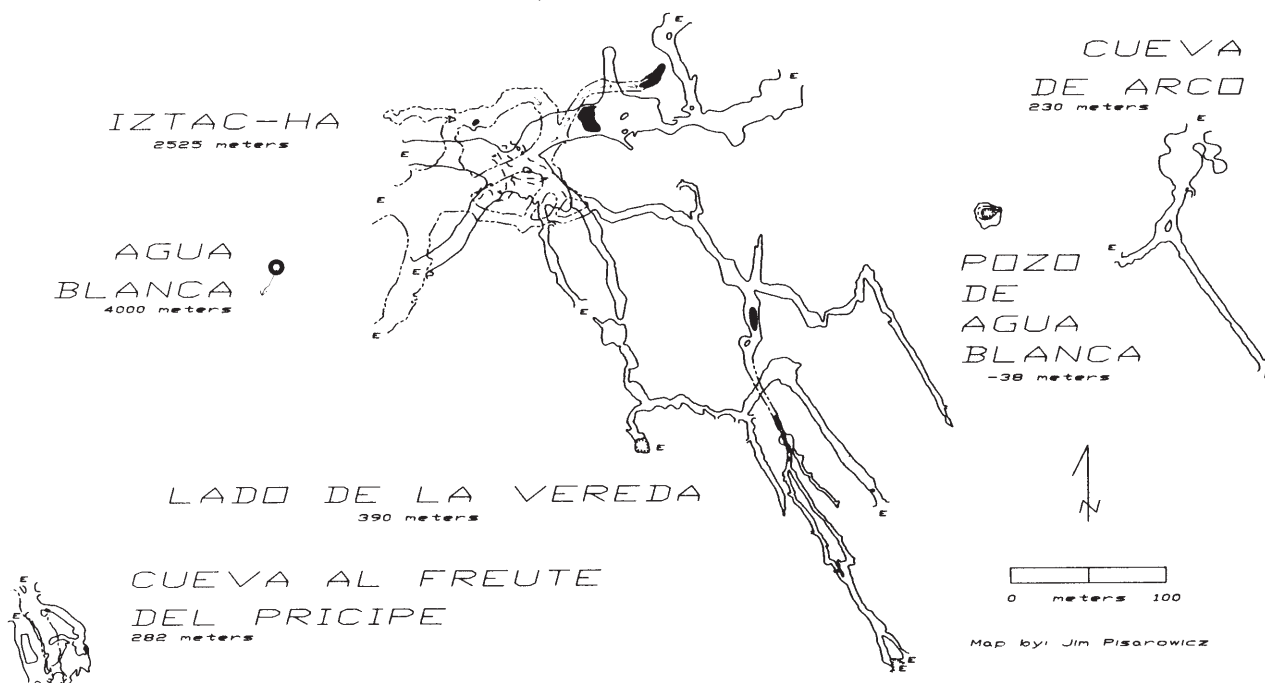 CUEVA
DE ARCO
230 meters
E
E
E
IZTAC-HA
2525 meters
E
E
E
E
AGUA
BLANCA
4000 meters
E
E
E
POZO
DE
AGUA
BLANCA
-38 meters
E
E
LADO DE LA VEREDA
390 meters
E
N
CUEVA AL FREUTE
DEL PRICIPE
282 meters
E
E
0 meters 100
Map by: Jim Pisarowicz
E
E